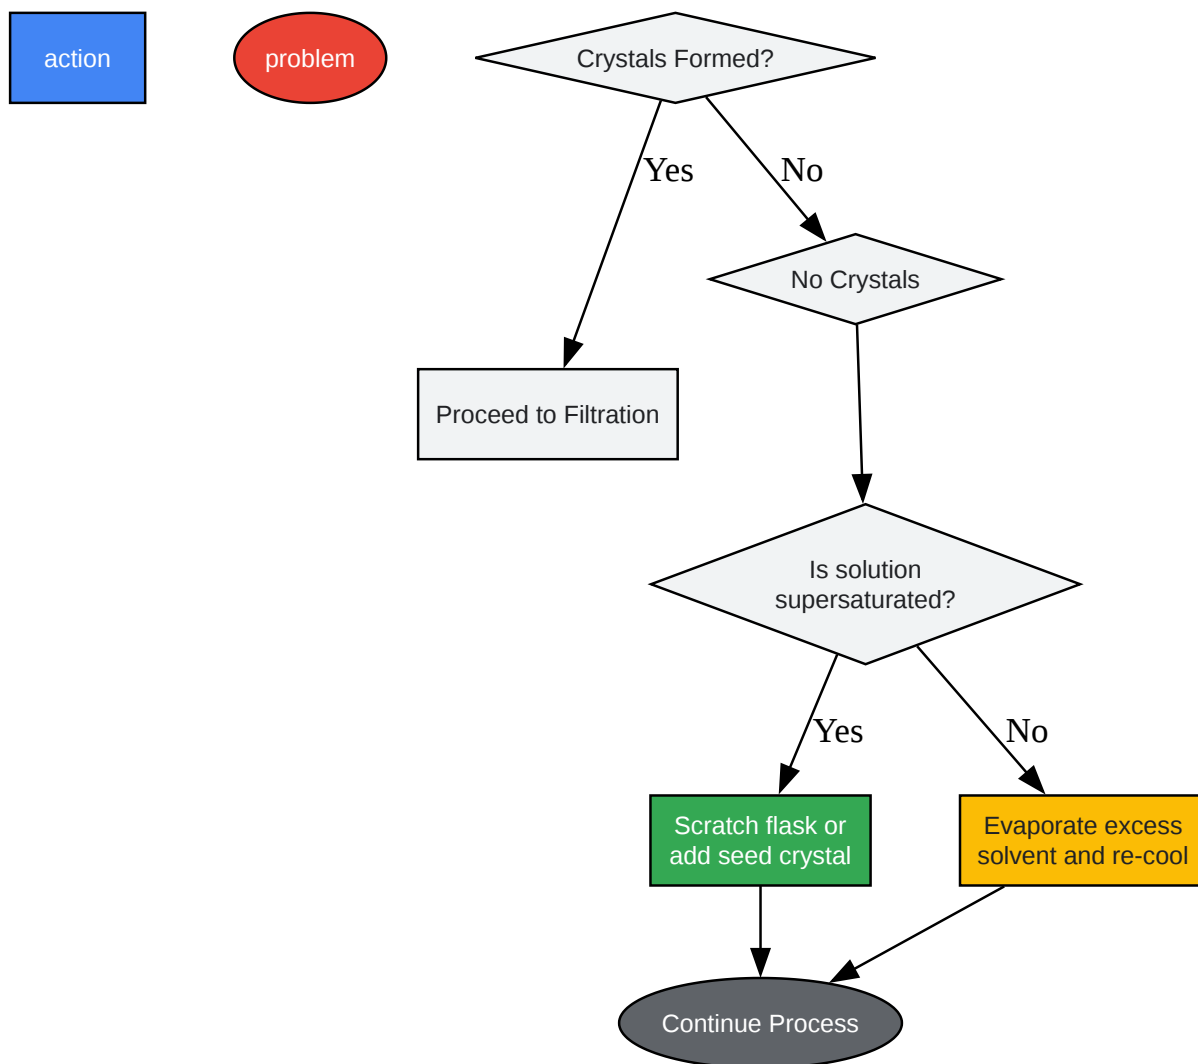 action
problem
Crystals Formed?
Yes
No
No Crystals
Proceed to Filtration
Is solution
supersaturated?
Yes
No
Scratch flask or
add seed crystal
Evaporate excess
solvent and re-cool
Continue Process